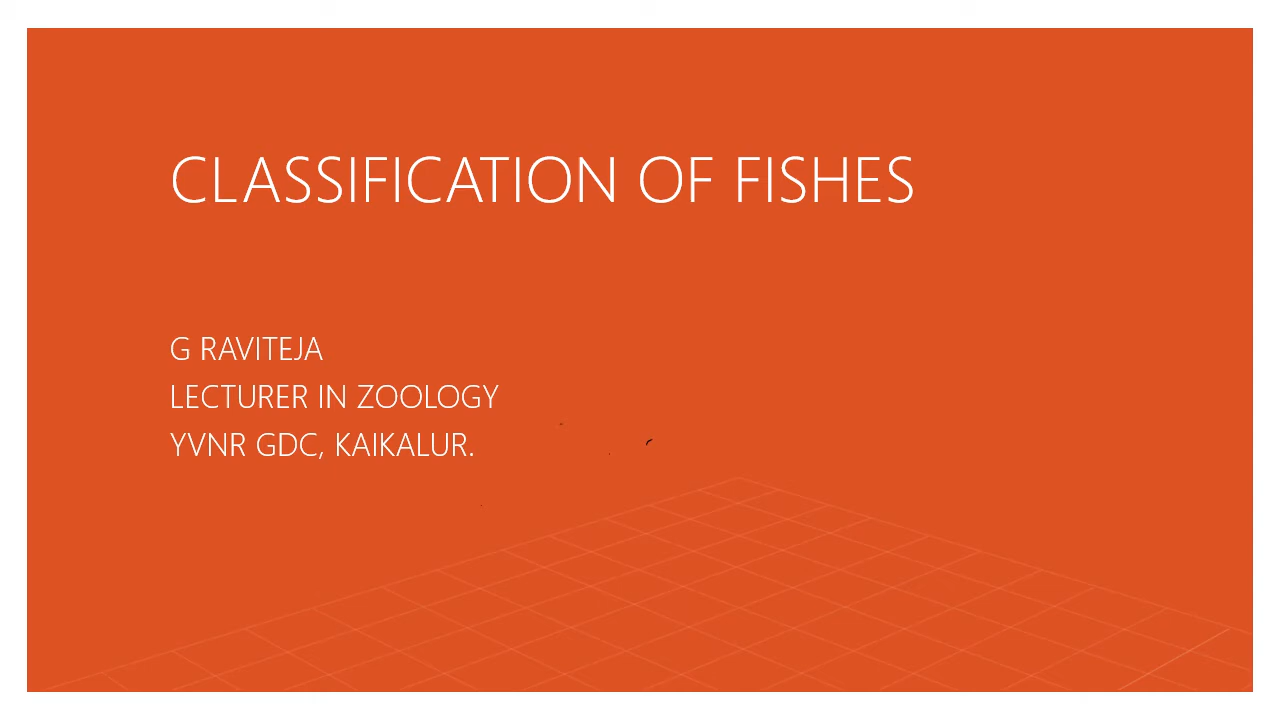 CLASSIFICATION OF FISHES
G RAVITEJA
LECTURER IN ZOOLOGY
YVNR GDC, KAIKALUR.